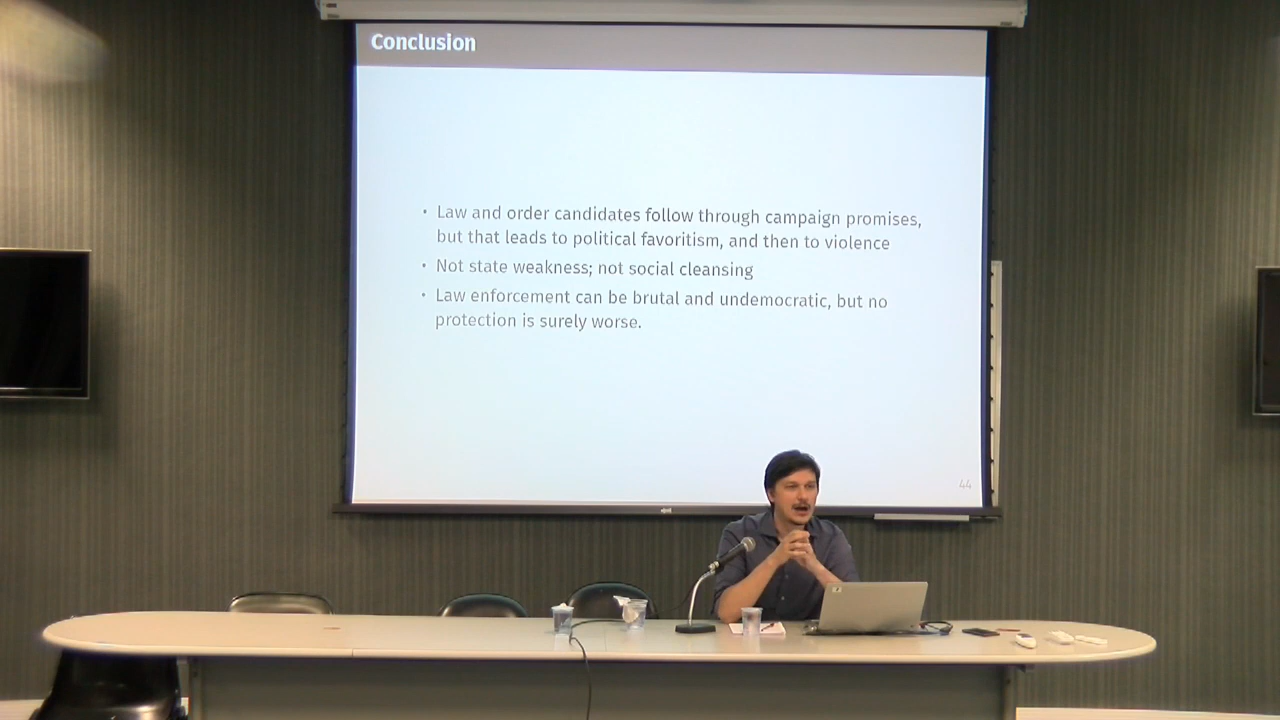 Conclusion
• Law and order candidates follow through campaign promises,
but that leads to political favoritism, and then to violence
• Not state weakness; not social cleansing
• Law enforcement can be brutal and undemocratic, but no
protection is surely worse.
44